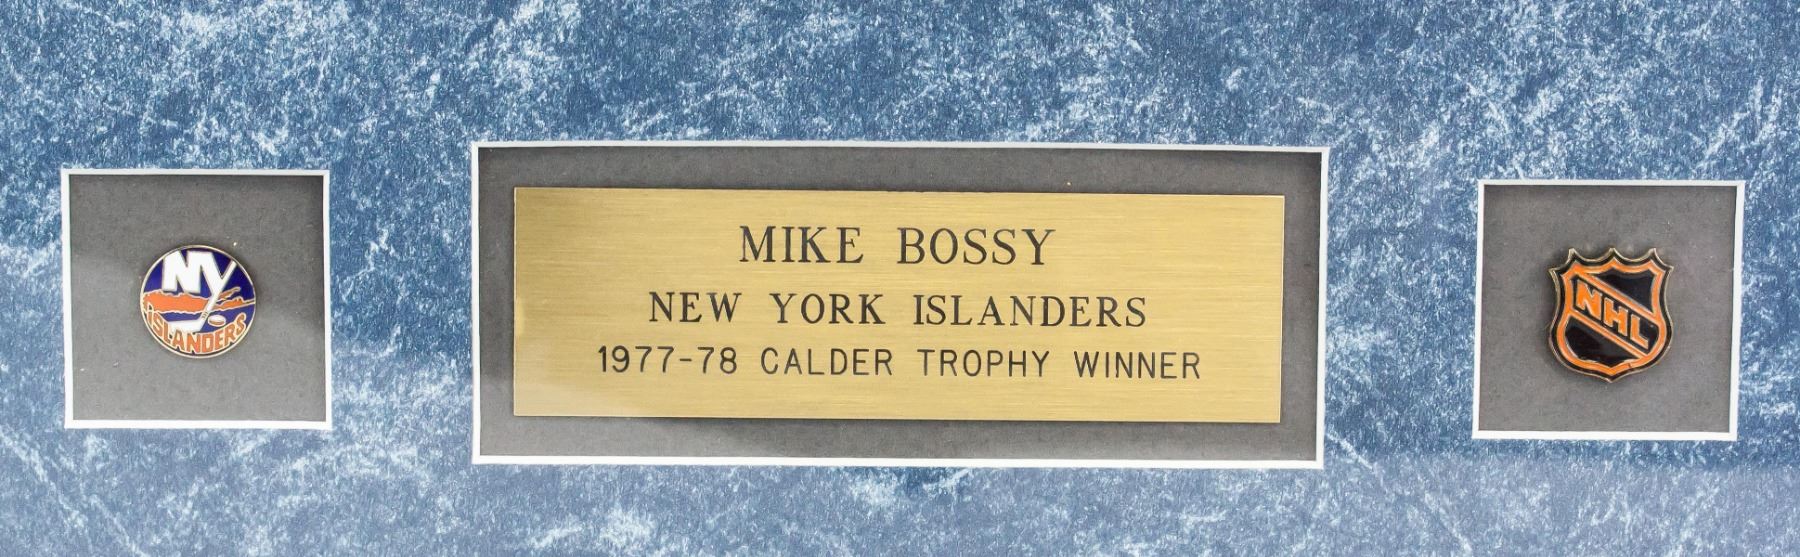 NY
ISLANDERS
MIKE BOSSY
NEW YORK ISLANDERS
1977-78 CALDER TROPHY WINNER
NHL